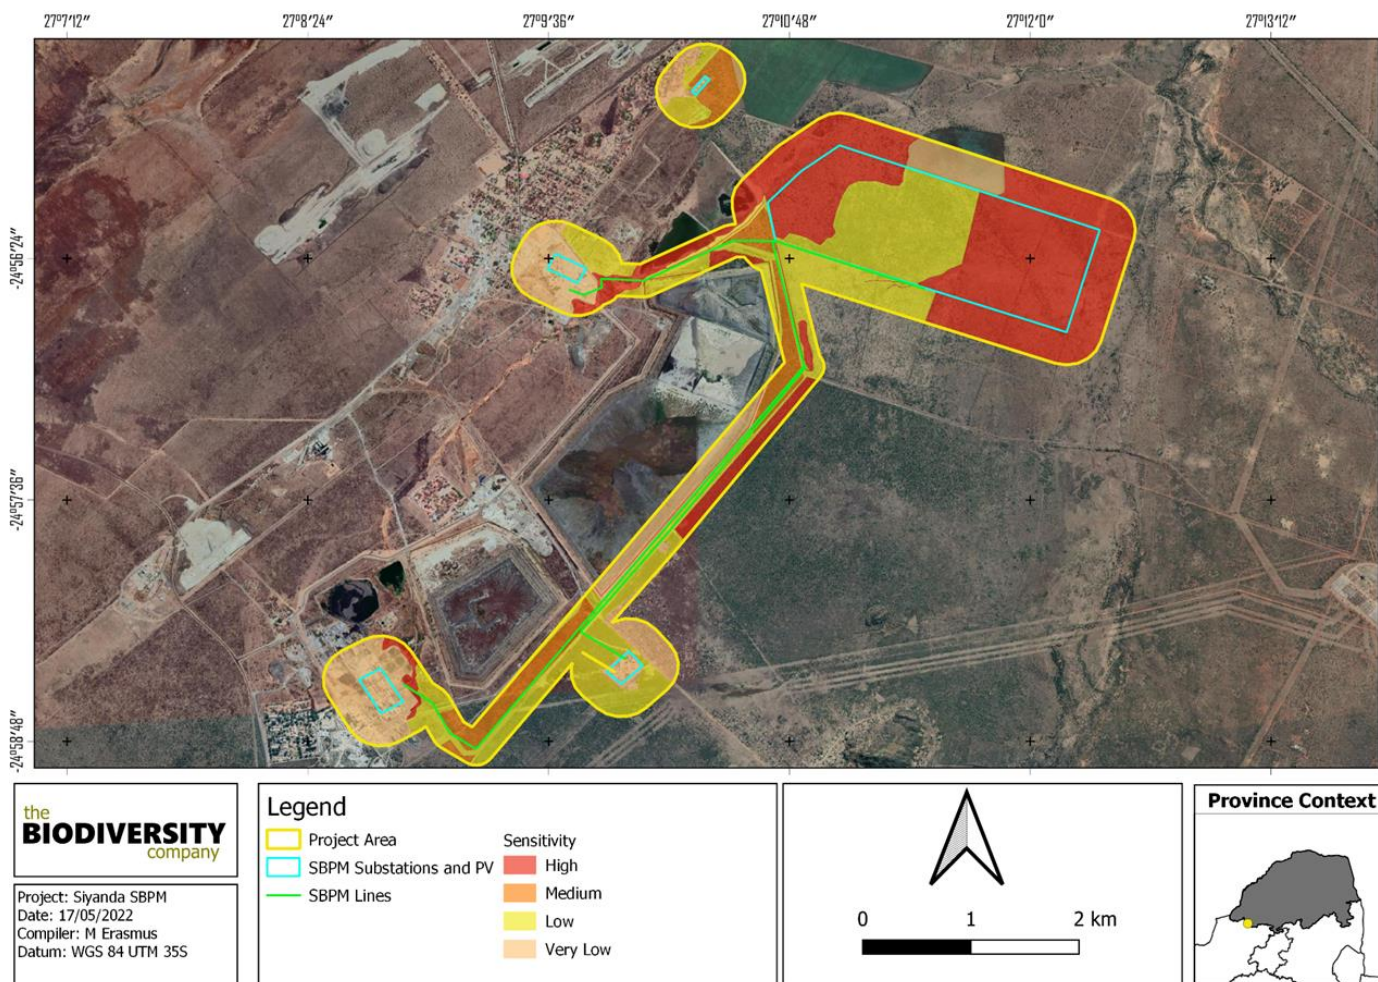 27°7'12" 27°8'24" 27°9'36" 27°10'48" 27°12'0" 27°13'12"
-24°56'24"
-24°57'36"
-24°58'48"
the
BIODIVERSITY
company
Project: Siyanda SBPM
Date: 17/05/2022
Compiler: M Erasmus
Datum: WGS 84 UTM 35S
Legend
Project Area
SBPM Substations and PV
SBPM Lines
Sensitivity
High
Medium
Low
Very Low
0 1 2 km
Province Context